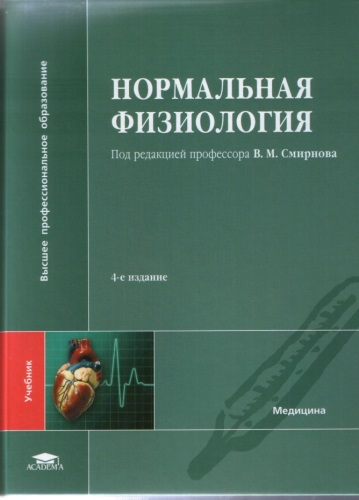 НОРМАЛЬНАЯ
ФИЗИОЛОГИЯ
Под редакцией профессора В. М. Смирнова
4-е издание
Высшее профессиональное образование
Учебник
Медицина
ACADEMA